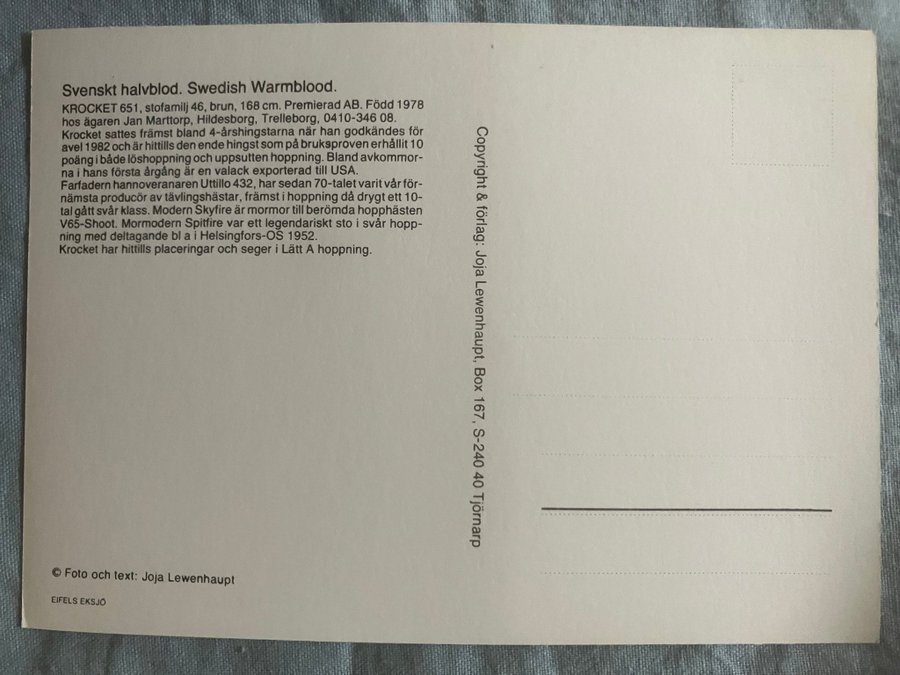 Svenskt halvblod. Swedish Warmblood.
KROCKET 651, stofamilj 46, brun, 168 cm. Premierad AB. Född 1978
hos ägaren Jan Marttorp, Hildesborg, Trelleborg, 0410-346 08.
Krocket sattes främst bland 4-årshingstarna när han godkändes för
avel 1982 och är hittills den ende hingst som på bruksproven erhållit 10
poäng i både löshoppning och uppsutten hoppning. Bland avkommor-
na i hans första årgång är en valack exporterad till USA.
Farfadern hannoveranaren Uttillo 432, har sedan 70-talet varit vår för-
nämsta producör av tävlingshästar, främst i hoppning då drygt ett 10-
tal gått svår klass. Modern Skyfire är mormor till berömda hopphästen
V65-Shoot. Mormodern Spitfire var ett legendariskt sto i svår hopp-
ning med deltagande bl a i Helsingfors-OS 1952.
Krocket har hittills placeringar och seger i Lätt A hoppning.
Copyright & förlag: Joja Lewenhaupt, Box 167, S-240 40 Tjörnarp
© Foto och text: Joja Lewenhaupt
EIFELS EKSJÖ